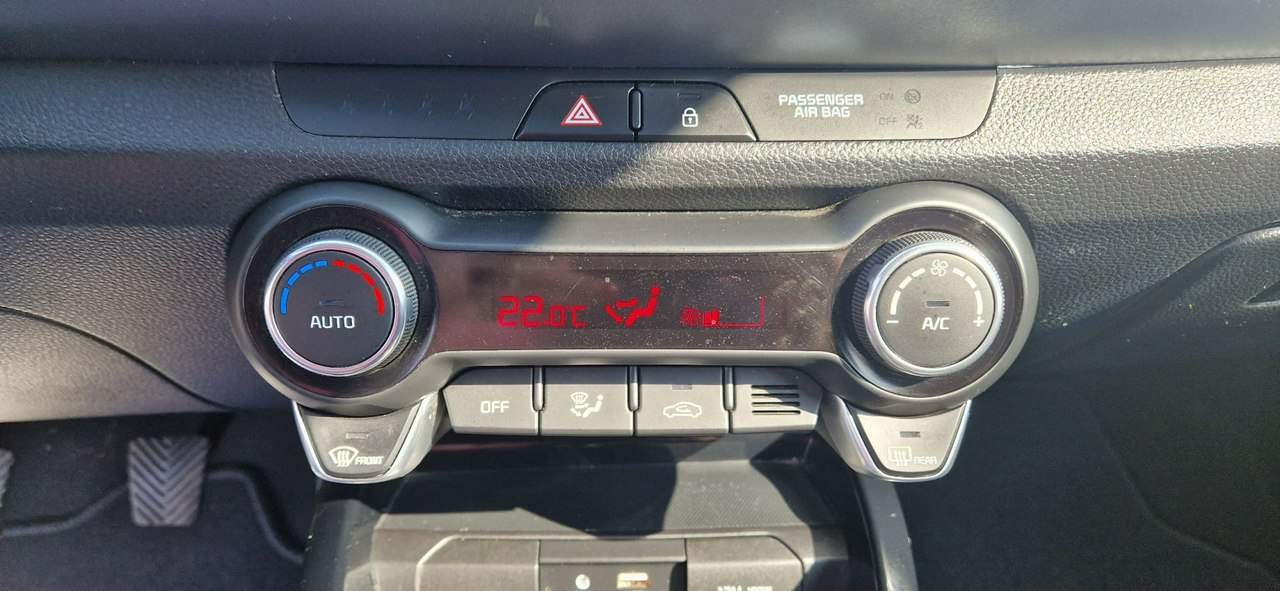 PASSENGER
AIR BAG
ON
OFF
22.0°C
AUTO
A/C
OFF
FRONT
REAR